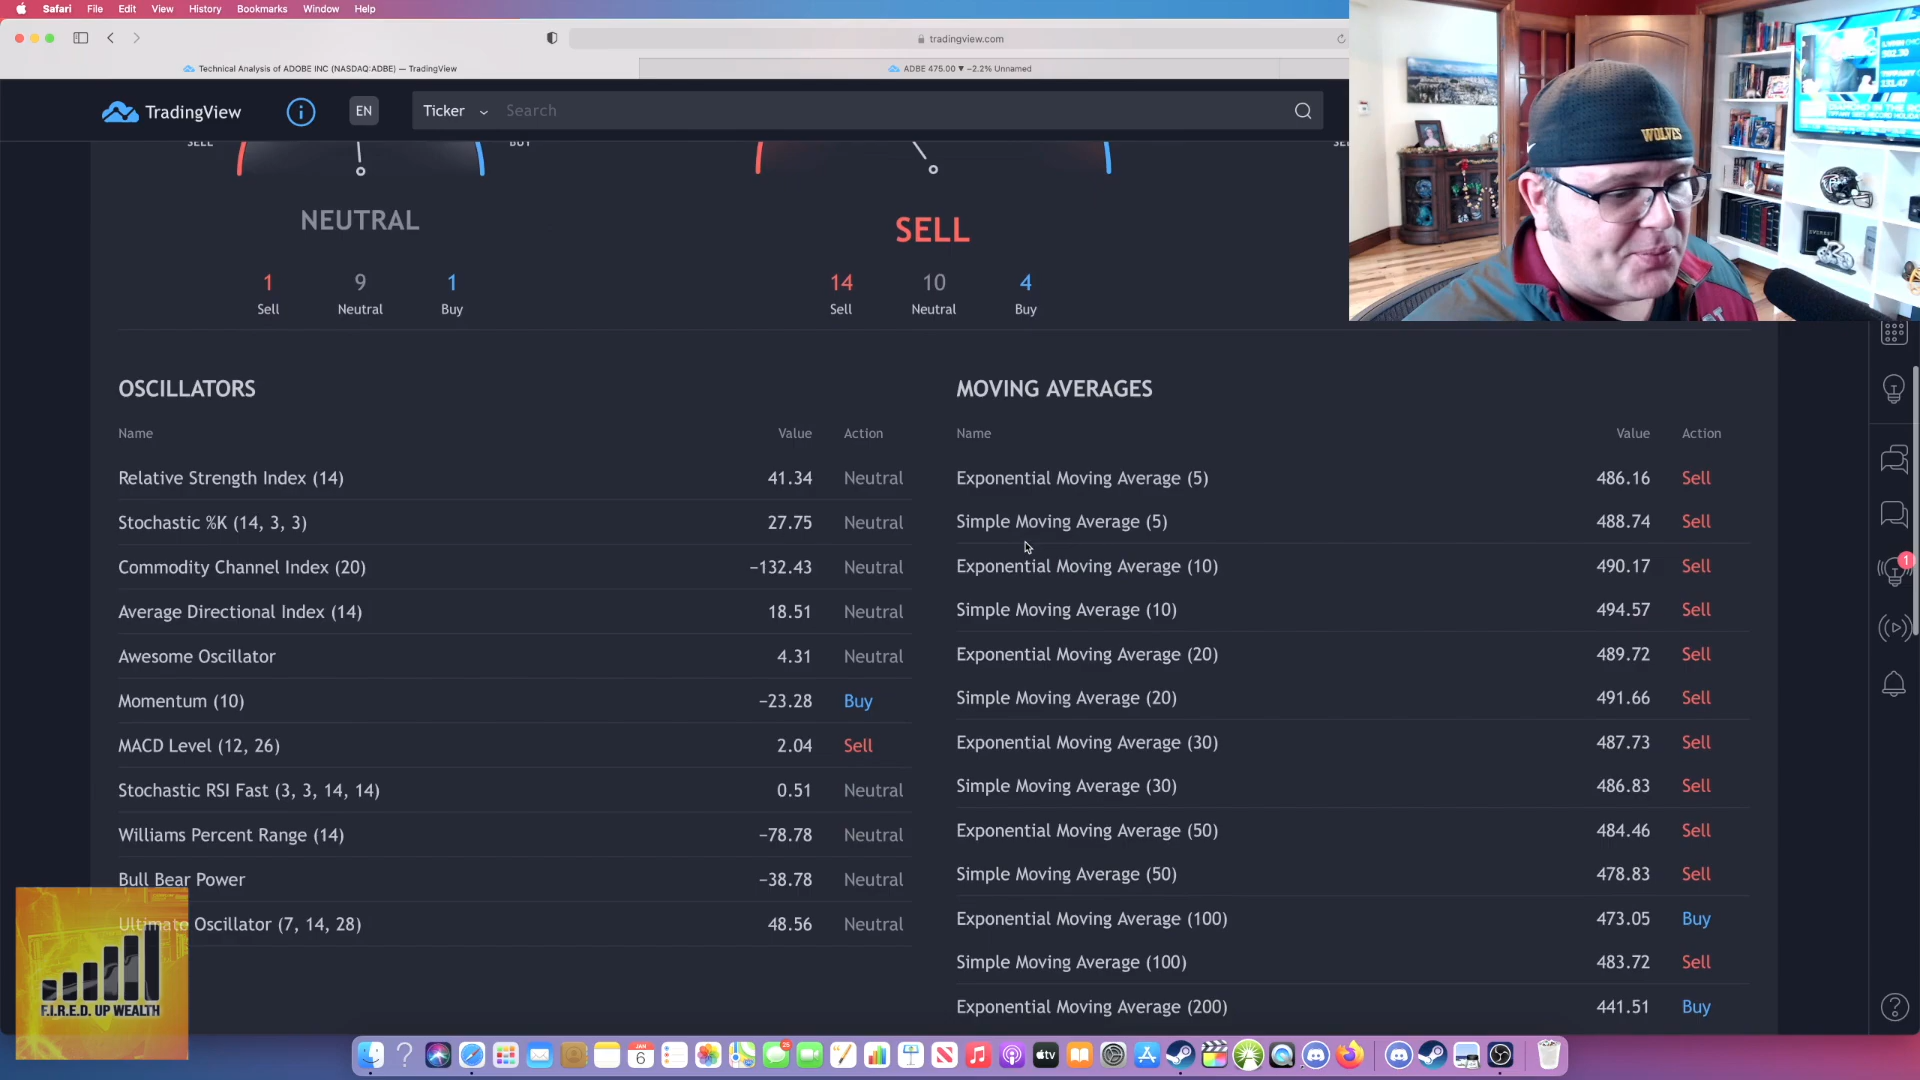 Safari File Edit View History Bookmarks Window Help
tradingview.com
Technical Analysis of ADOBE INC (NASDAQ:ADBE) — TradingView
ADBE 475.00 ▼ −2.2% Unnamed
TradingView
EN
Ticker
Search
SELL
BUY
NEUTRAL
1 9 1
Sell Neutral Buy
SELL
14 10 4
Sell Neutral Buy
OSCILLATORS
Name Value Action
Relative Strength Index (14) 41.34 Neutral
Stochastic %K (14, 3, 3) 27.75 Neutral
Commodity Channel Index (20) −132.43 Neutral
Average Directional Index (14) 18.51 Neutral
Awesome Oscillator 4.31 Neutral
Momentum (10) −23.28 Buy
MACD Level (12, 26) 2.04 Sell
Stochastic RSI Fast (3, 3, 14, 14) 0.51 Neutral
Williams Percent Range (14) −78.78 Neutral
Bull Bear Power −38.78 Neutral
Ultimate Oscillator (7, 14, 28) 48.56 Neutral
MOVING AVERAGES
Name Value Action
Exponential Moving Average (5) 486.16 Sell
Simple Moving Average (5) 488.74 Sell
Exponential Moving Average (10) 490.17 Sell
Simple Moving Average (10) 494.57 Sell
Exponential Moving Average (20) 489.72 Sell
Simple Moving Average (20) 491.66 Sell
Exponential Moving Average (30) 487.73 Sell
Simple Moving Average (30) 486.83 Sell
Exponential Moving Average (50) 484.46 Sell
Simple Moving Average (50) 478.83 Sell
Exponential Moving Average (100) 473.05 Buy
Simple Moving Average (100) 483.72 Sell
Exponential Moving Average (200) 441.51 Buy
F.I.R.E.D. UP WEALTH
WOLVES
EVEREST
1
JAN
6
tv